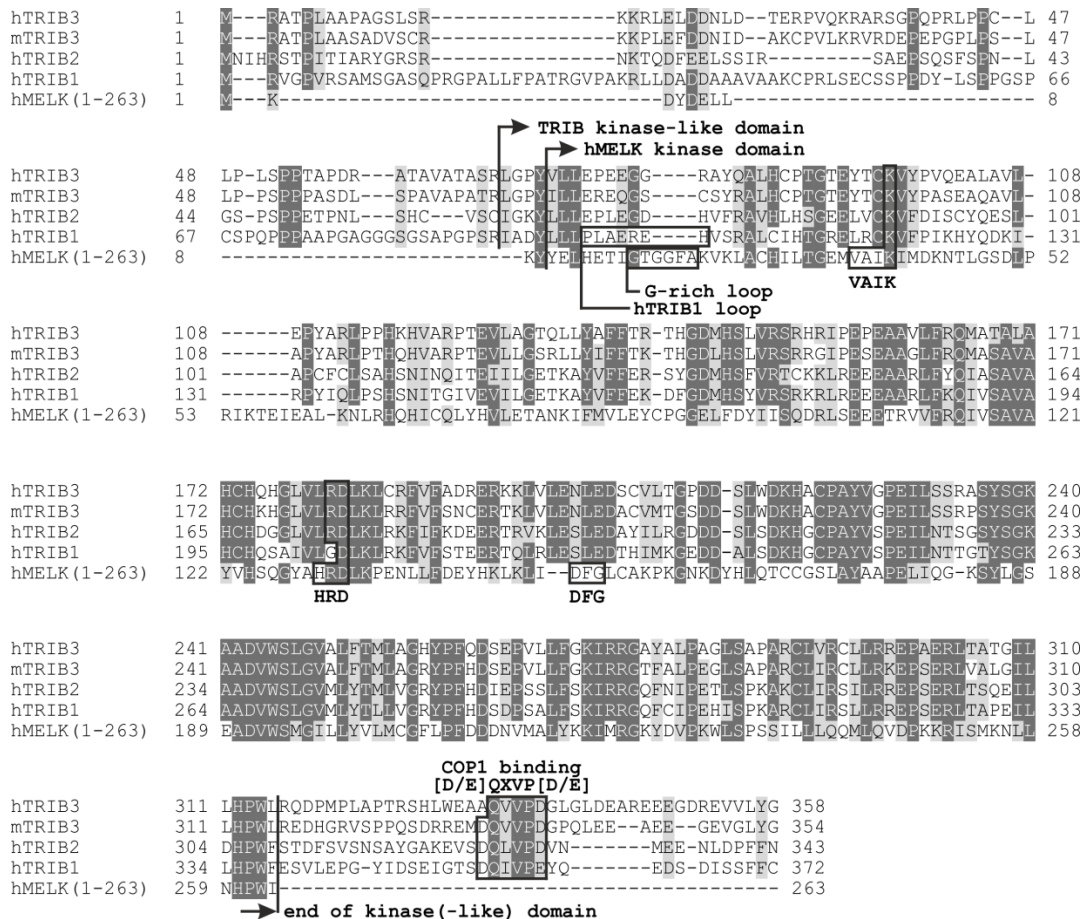 hTRIB3 1 M---RATPLAAPAGSLSR----------------KKRLELDDNLD--TERPVQKRARSGPQPRLPPC--L 47
mTRIB3 1 M---RATPLAASADVSCR----------------KKPLEFDDNID--AKCPVLKRVRDEPEPGPLPS--L 47
hTRIB2 1 MNIHRSTPITIARYGRSR----------------NKTQDFEELSSIR----SAEPSQSFSPN--L 43
hTRIB1 1 M---RVGPVRSAMSGASQPRGPALLFPATRGVPAKRLLDADDAAAVAAKCPRLSECSSPPDY-LSPPGSP 66
hMELK(1-263) 1 M---K---------------------------------DYDELL-------------------------- 8
TRIB kinase-like domain
hMELK kinase domain
hTRIB3 48 LP-LSPPTAPDR---ATAVATASRLGPYVLLEPEEGG---RAYQALHCPTGTEYTCKVYPVQEALAVL- 108
mTRIB3 48 LP-PSPPPASDL---SPAVAPATRLGPYILLEREQGS---CSYRALHCPTGTEYTCKVYPASEAQAVL- 108
hTRIB2 44 GS-PSPPETPNL---SHC--VSCIGKYLLLEPLEGD---HVFRAVHLHSGEELVCKVFDISCYQESL- 101
hTRIB1 67 CSPQPPPAAPGAGGGSGSAPGPSRIADYLLLPLAERE---HVSRALCIHTGRELRCKVFPIKHYQDKI- 131
hMELK(1-263) 8 -----------------------KYYELHETIGTGGFAKVKLACHILTGEMVAIKIMDKNTLGSDLP 52
G-rich loop
hTRIB1 loop
VAIK
hTRIB3 108 ------EPYARLPPHKHVARPTEVLAGTQLLYAFFTR-THGDMHSLVRSRHRIPEPEAAVLFRQMATALA 171
mTRIB3 108 ------APYARLPTHQHVARPTEVLLGSRLLYIFFTK-THGDLHSLVRSRRGIPESEAAGLFRQMASAVA 171
hTRIB2 101 ------APCFCLSAHSNINQITEIILGETKAYVFFER-SYGDMHSFVRTCKKLREEEAARLFYQIASAVA 164
hTRIB1 131 ------RPYIQLPSHSNITGIVEVILGETKAYVFFEK-DFGDMHSYVRSRKRLREEEAARLFKQIVSAVA 194
hMELK(1-263) 53 RIKTEIEAL-KNLRHQHICQLYHVLETANKIFMVLEYCPGGELFDYIISQDRLSEEETRVVFRQIVSAVA 121
hTRIB3 172 HCHQHGLVLRDLKLCRFVFADRERKKLVLENLEDSCVLTGPDD-SLWDKHACPAYVGPEILSSRASYSGK 240
mTRIB3 172 HCHKHGLVLRDLKLRRFVFSNCERTKLVLENLEDACVMTGSDD-SLWDKHACPAYVGPEILSSRPSYSGK 240
hTRIB2 165 HCHDGGLVLRDLKLRKFIFKDEERTRVKLESLEDAYILRGDDD-SLSDKHGCPAYVSPEILNTSGSYSGK 233
hTRIB1 195 HCHQSAIVLGDLKLRKFVFSTEERTQLRLESLEDTHIMKGEDD-ALSDKHGCPAYVSPEILNTTGTYSGK 263
hMELK(1-263) 122 YVHSQGYAHRDLKPENLLFDEYHKLKLI--DFGLCAKPKGNKDYHLQTCCGSLAYAAPELIQG-KSYLGS 188
HRD DFG
hTRIB3 241 AADVWSLGVALFTMLAGHYPFQDSEPVLLFGKIRRGAYALPAGLSAPARCLVRCLLRREPAERLTATGIL 310
mTRIB3 241 AADVWSLGVALFTMLAGRYPFHDSEPVLLFGKIRRGTFALPEGLSAPARCLIRCLLRKEPSERLVALGIL 310
hTRIB2 234 AADVWSLGVMLYTMLVGRYPFHDIEPSSLFSKIRRGQFNIPETLSPKAKCLIRSILRREPSERLTSQEIL 303
hTRIB1 264 AADVWSLGVMLYTLLVGRYPFHDSDPSALFSKIRRGQFCIPEHISPKARCLIRSLLRREPSERLTAPEIL 333
hMELK(1-263) 189 EADVWSMGILLYVLMCGFLPFDDDNVMALYKKIMRGKYDVPKWLSPSSILLLQQMLQVDPKKRISMKNLL 258
COP1 binding
[D/E]QXVP[D/E]
hTRIB3 311 LHPWLRQDPMPLAPTRSHLWEAAQVVPDGLGLDEAREEEGDREVVLYG 358
mTRIB3 311 LHPWLREDHGRVSPPQSDRREMDQVVPDGPQLEE--AEE--GEVGLYG 354
hTRIB2 304 DHPWFSTDFSVSNSAYGAKEVSDQLVPDVN-----MEE--NLDPFFN 343
hTRIB1 334 LHPWFESVLEPG-YIDSEIGTSDQIVPEYQ-----EDS-DISSFFC 372
hMELK(1-263) 259 NHPWI------------------------------------------- 263
end of kinase(-like) domain